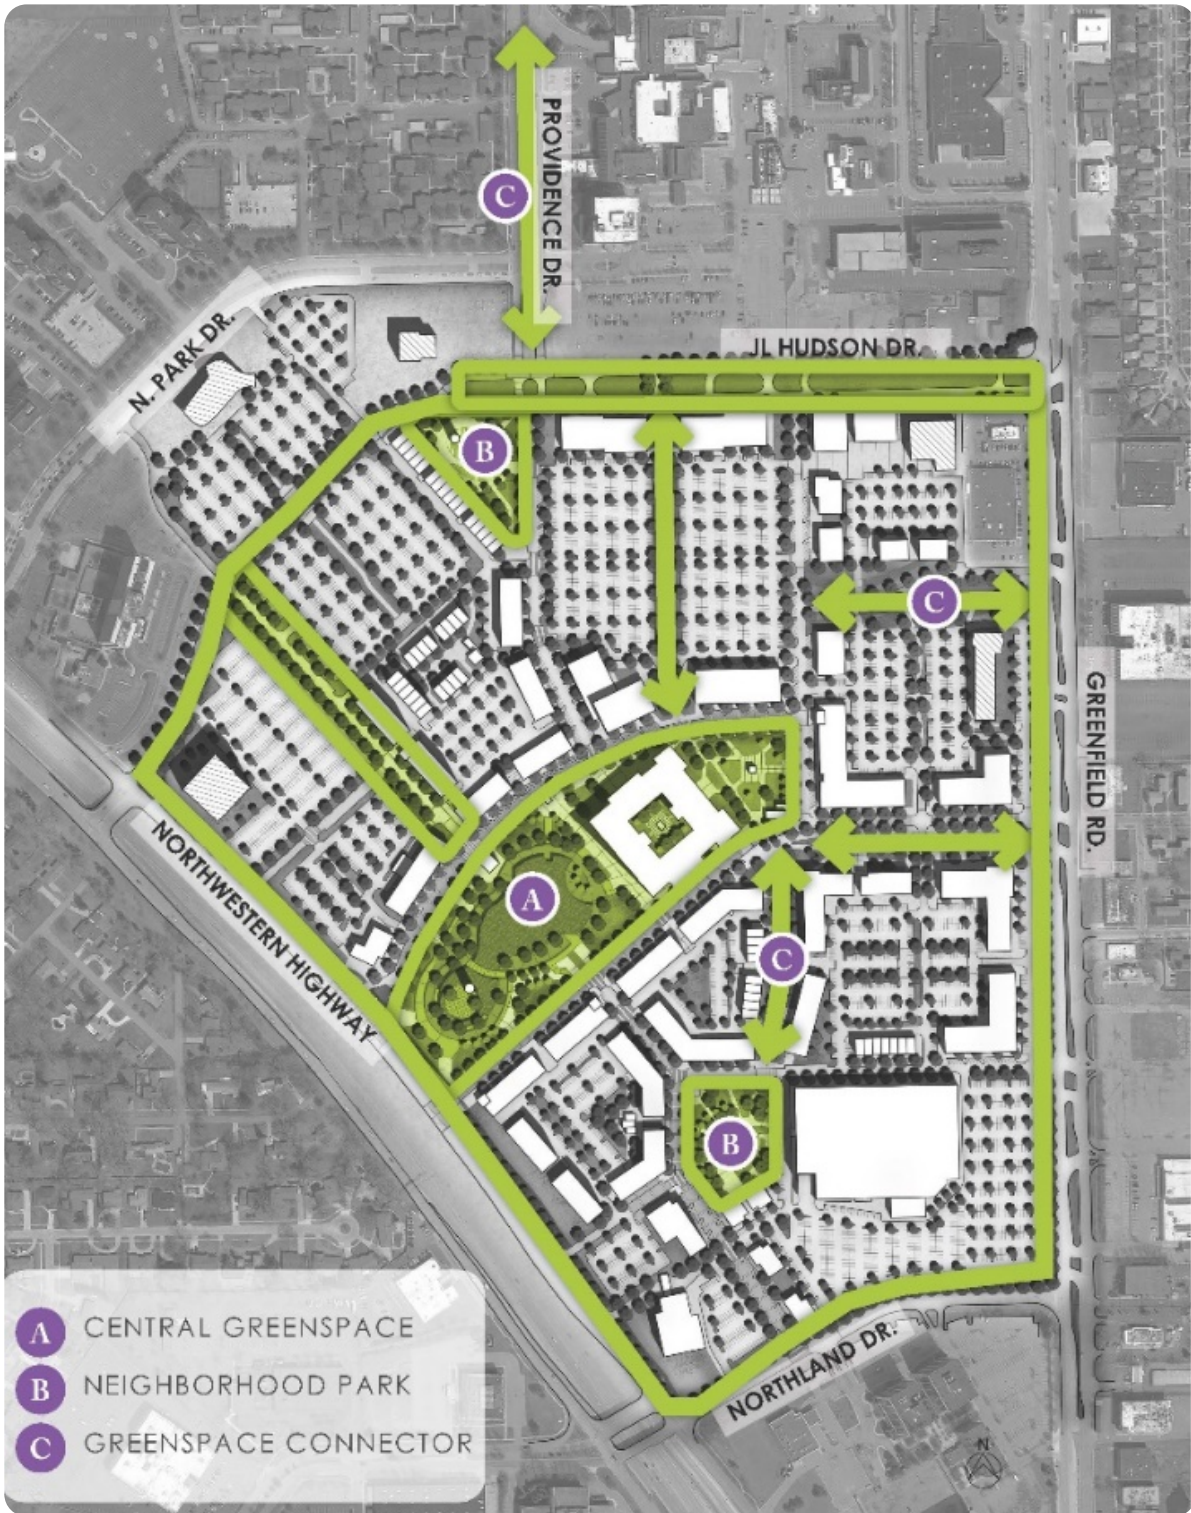 C
PROVIDENCE DR.
N. PARK DR.
JL HUDSON DR.
B
C
GREENFIELD RD.
A
NORTHWESTERN HIGHWAY
C
B
NORTHLAND DR.
A CENTRAL GREENSPACE
B NEIGHBORHOOD PARK
C GREENSPACE CONNECTOR
N